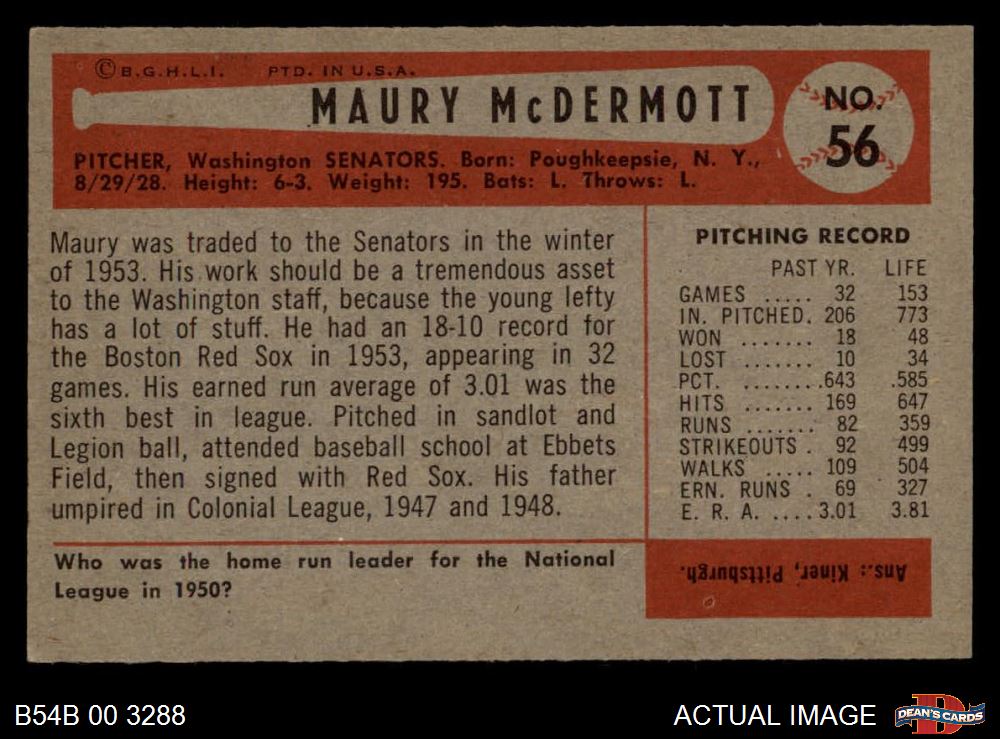 © B.G.H.L.I. PTD. IN U.S.A.
MAURY McDERMOTT
NO.
56
PITCHER, Washington SENATORS. Born: Poughkeepsie, N. Y.,
8/29/28. Height: 6-3. Weight: 195. Bats: L. Throws: L.
Maury was traded to the Senators in the winter
of 1953. His work should be a tremendous asset
to the Washington staff, because the young lefty
has a lot of stuff. He had an 18-10 record for
the Boston Red Sox in 1953, appearing in 32
games. His earned run average of 3.01 was the
sixth best in league. Pitched in sandlot and
Legion ball, attended baseball school at Ebbets
Field, then signed with Red Sox. His father
umpired in Colonial League, 1947 and 1948.
PITCHING RECORD
PAST YR. LIFE
GAMES ..... 32 153
IN. PITCHED. 206 773
WON ....... 18 48
LOST ....... 10 34
PCT. ........ .643 .585
HITS ....... 169 647
RUNS ....... 82 359
STRIKEOUTS . 92 499
WALKS ..... 109 504
ERN. RUNS . 69 327
E. R. A. .... 3.01 3.81
Who was the home run leader for the National
League in 1950?
Ans.: Kiner, Pittsburgh.
B54B 00 3288
ACTUAL IMAGE
D
DEAN'S CARDS